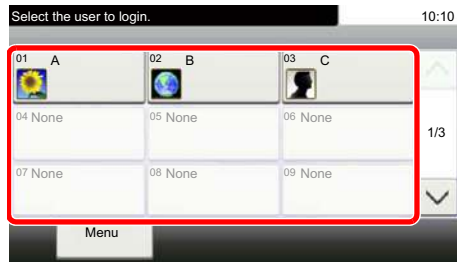 Select the user to login. 10:10
01 A 02 B 03 C
04 None 05 None 06 None
1/3
07 None 08 None 09 None
Menu